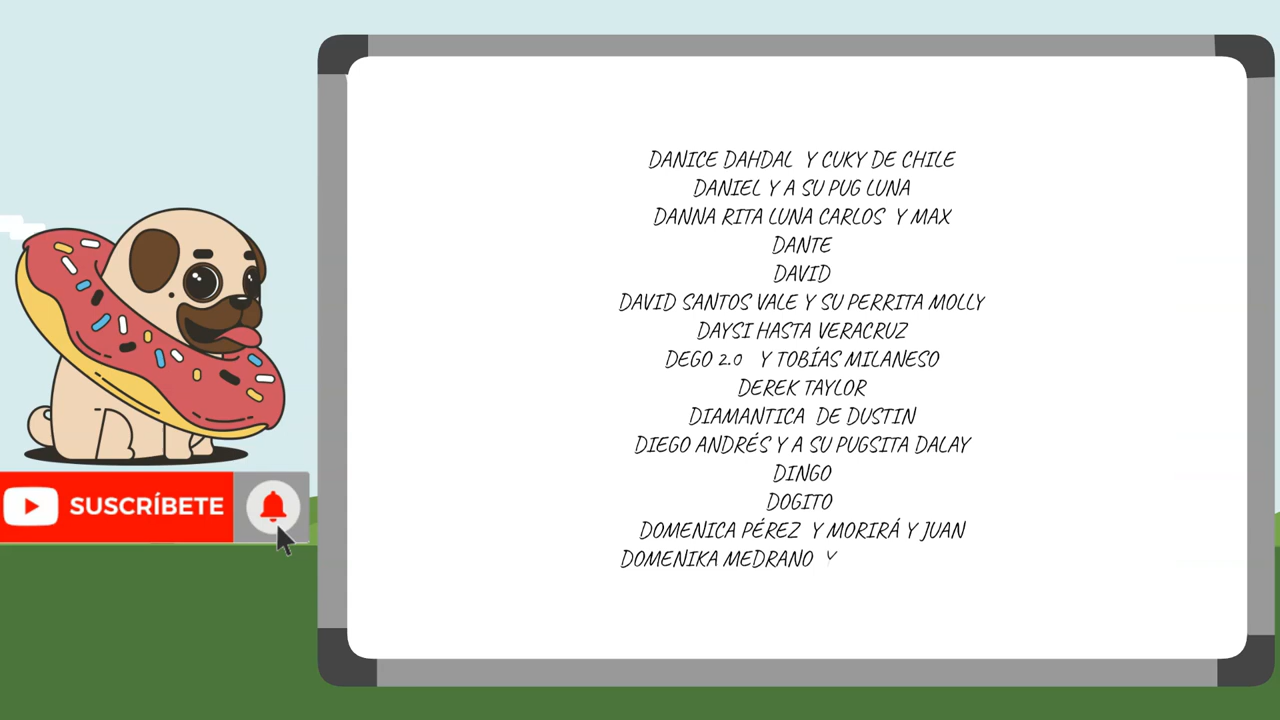 DANICE DAHDAL Y CUKY DE CHILE
DANIEL Y A SU PUG LUNA
DANNA RITA LUNA CARLOS Y MAX
DANTE
DAVID
DAVID SANTOS VALE Y SU PERRITA MOLLY
DAYSI HASTA VERACRUZ
DEGO 2.0 Y TOBÍAS MILANESO
DEREK TAYLOR
DIAMANTICA DE DUSTIN
DIEGO ANDRÉS Y A SU PUGSITA DALAY
DINGO
DOGITO
DOMENICA PÉREZ Y MORIRÁ Y JUAN
DOMENIKA MEDRANO Y
SUSCRÍBETE